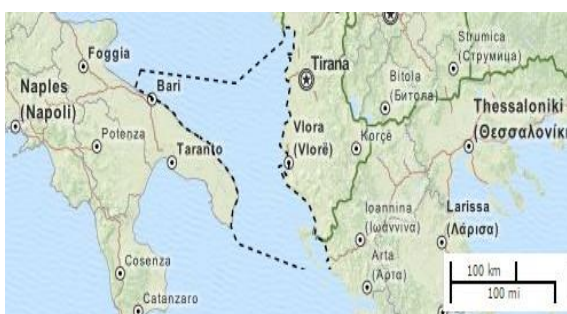 Foggia
Naples
(Napoli)
Bari
Potenza
Taranto
Cosenza
Catanzaro
Tirana
Vlora
(Vlorë)
Korçë
Strumica
(Струмица)
Bitola
(Битола)
Thessaloniki
(Θεσσαλονίκ
Ioannina
(Ιωάννινα)
Larissa
(Λάρισα)
Arta
(Άρτα)
100 km
100 mi